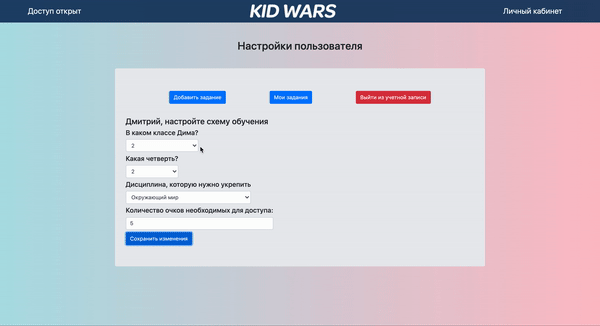 Доступ открыт
KID WARS
Личный кабинет
Настройки пользователя
Добавить задание
Мои задания
Выйти из учетной записи
Дмитрий, настройте схему обучения
В каком классе Дима?
2
Какая четверть?
2
Дисциплина, которую нужно укрепить
Окружающий мир
Количество очков необходимых для доступа:
5
Сохранить изменения